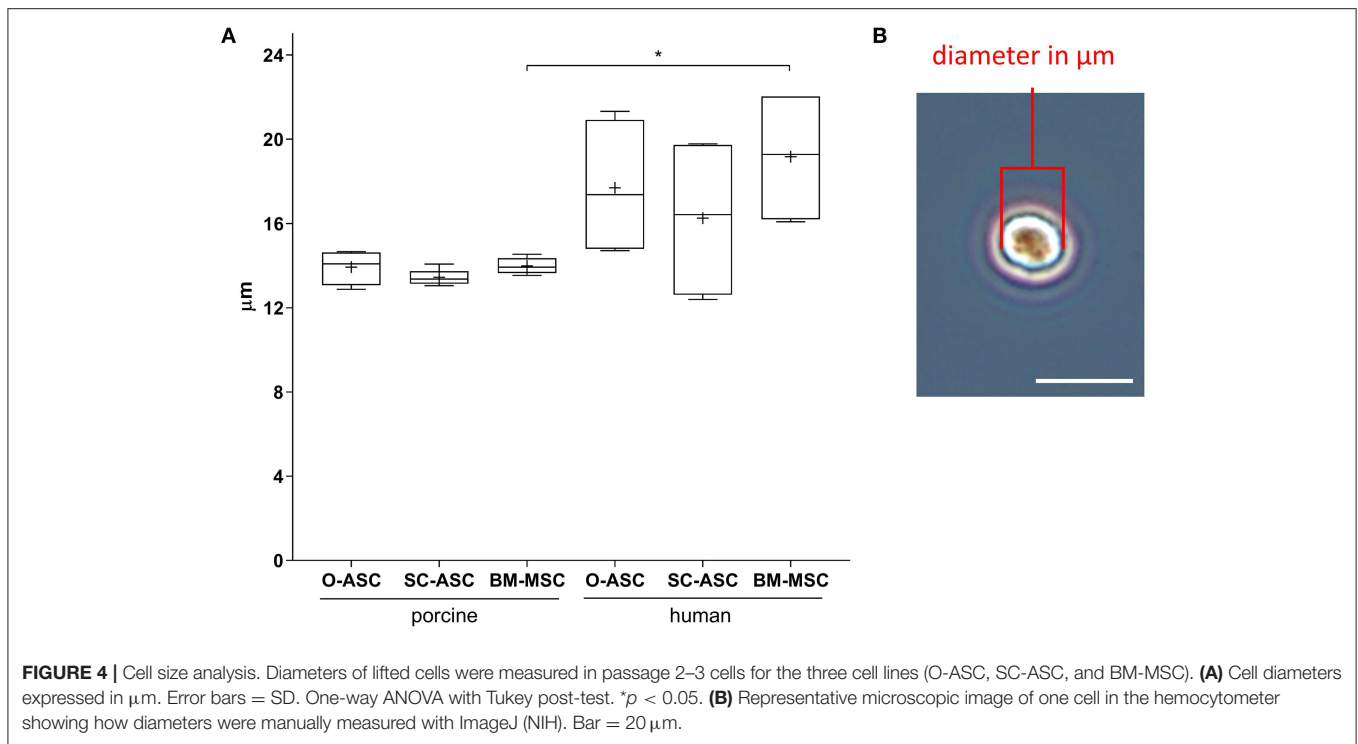 A
B
24
20
16
12
8
4
0
µm
*
diameter in µm
O-ASC SC-ASC BM-MSC O-ASC SC-ASC BM-MSC
porcine human
FIGURE 4 | Cell size analysis. Diameters of lifted cells were measured in passage 2–3 cells for the three cell lines (O-ASC, SC-ASC, and BM-MSC). (A) Cell diameters
expressed in µm. Error bars = SD. One-way ANOVA with Tukey post-test. *p < 0.05. (B) Representative microscopic image of one cell in the hemocytometer
showing how diameters were manually measured with ImageJ (NIH). Bar = 20 µm.